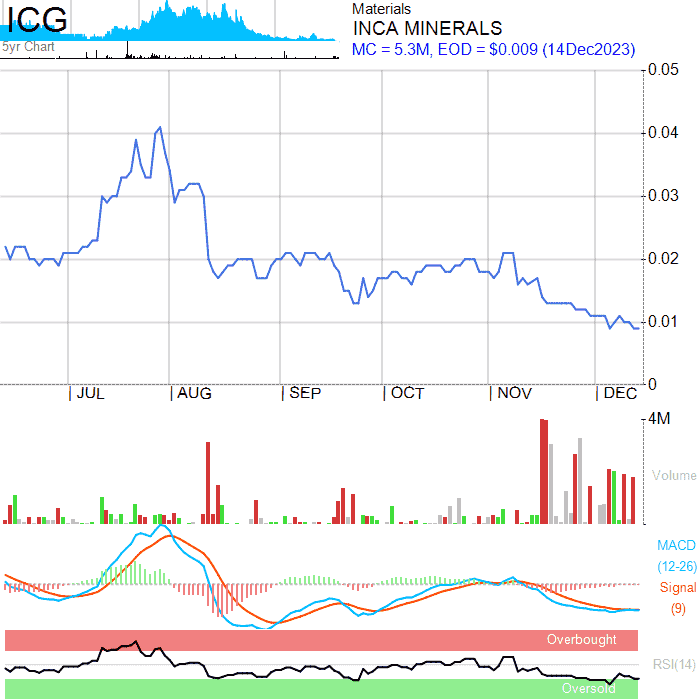 ICG
5yr Chart
Materials
INCA MINERALS
MC = 5.3M, EOD = $0.009 (14Dec2023)
0.05
0.04
0.03
0.02
0.01
0
JUL AUG SEP OCT NOV DEC
4M
Volume
MACD
(12-26)
Signal
(9)
Overbought
RSI(14)
Oversold